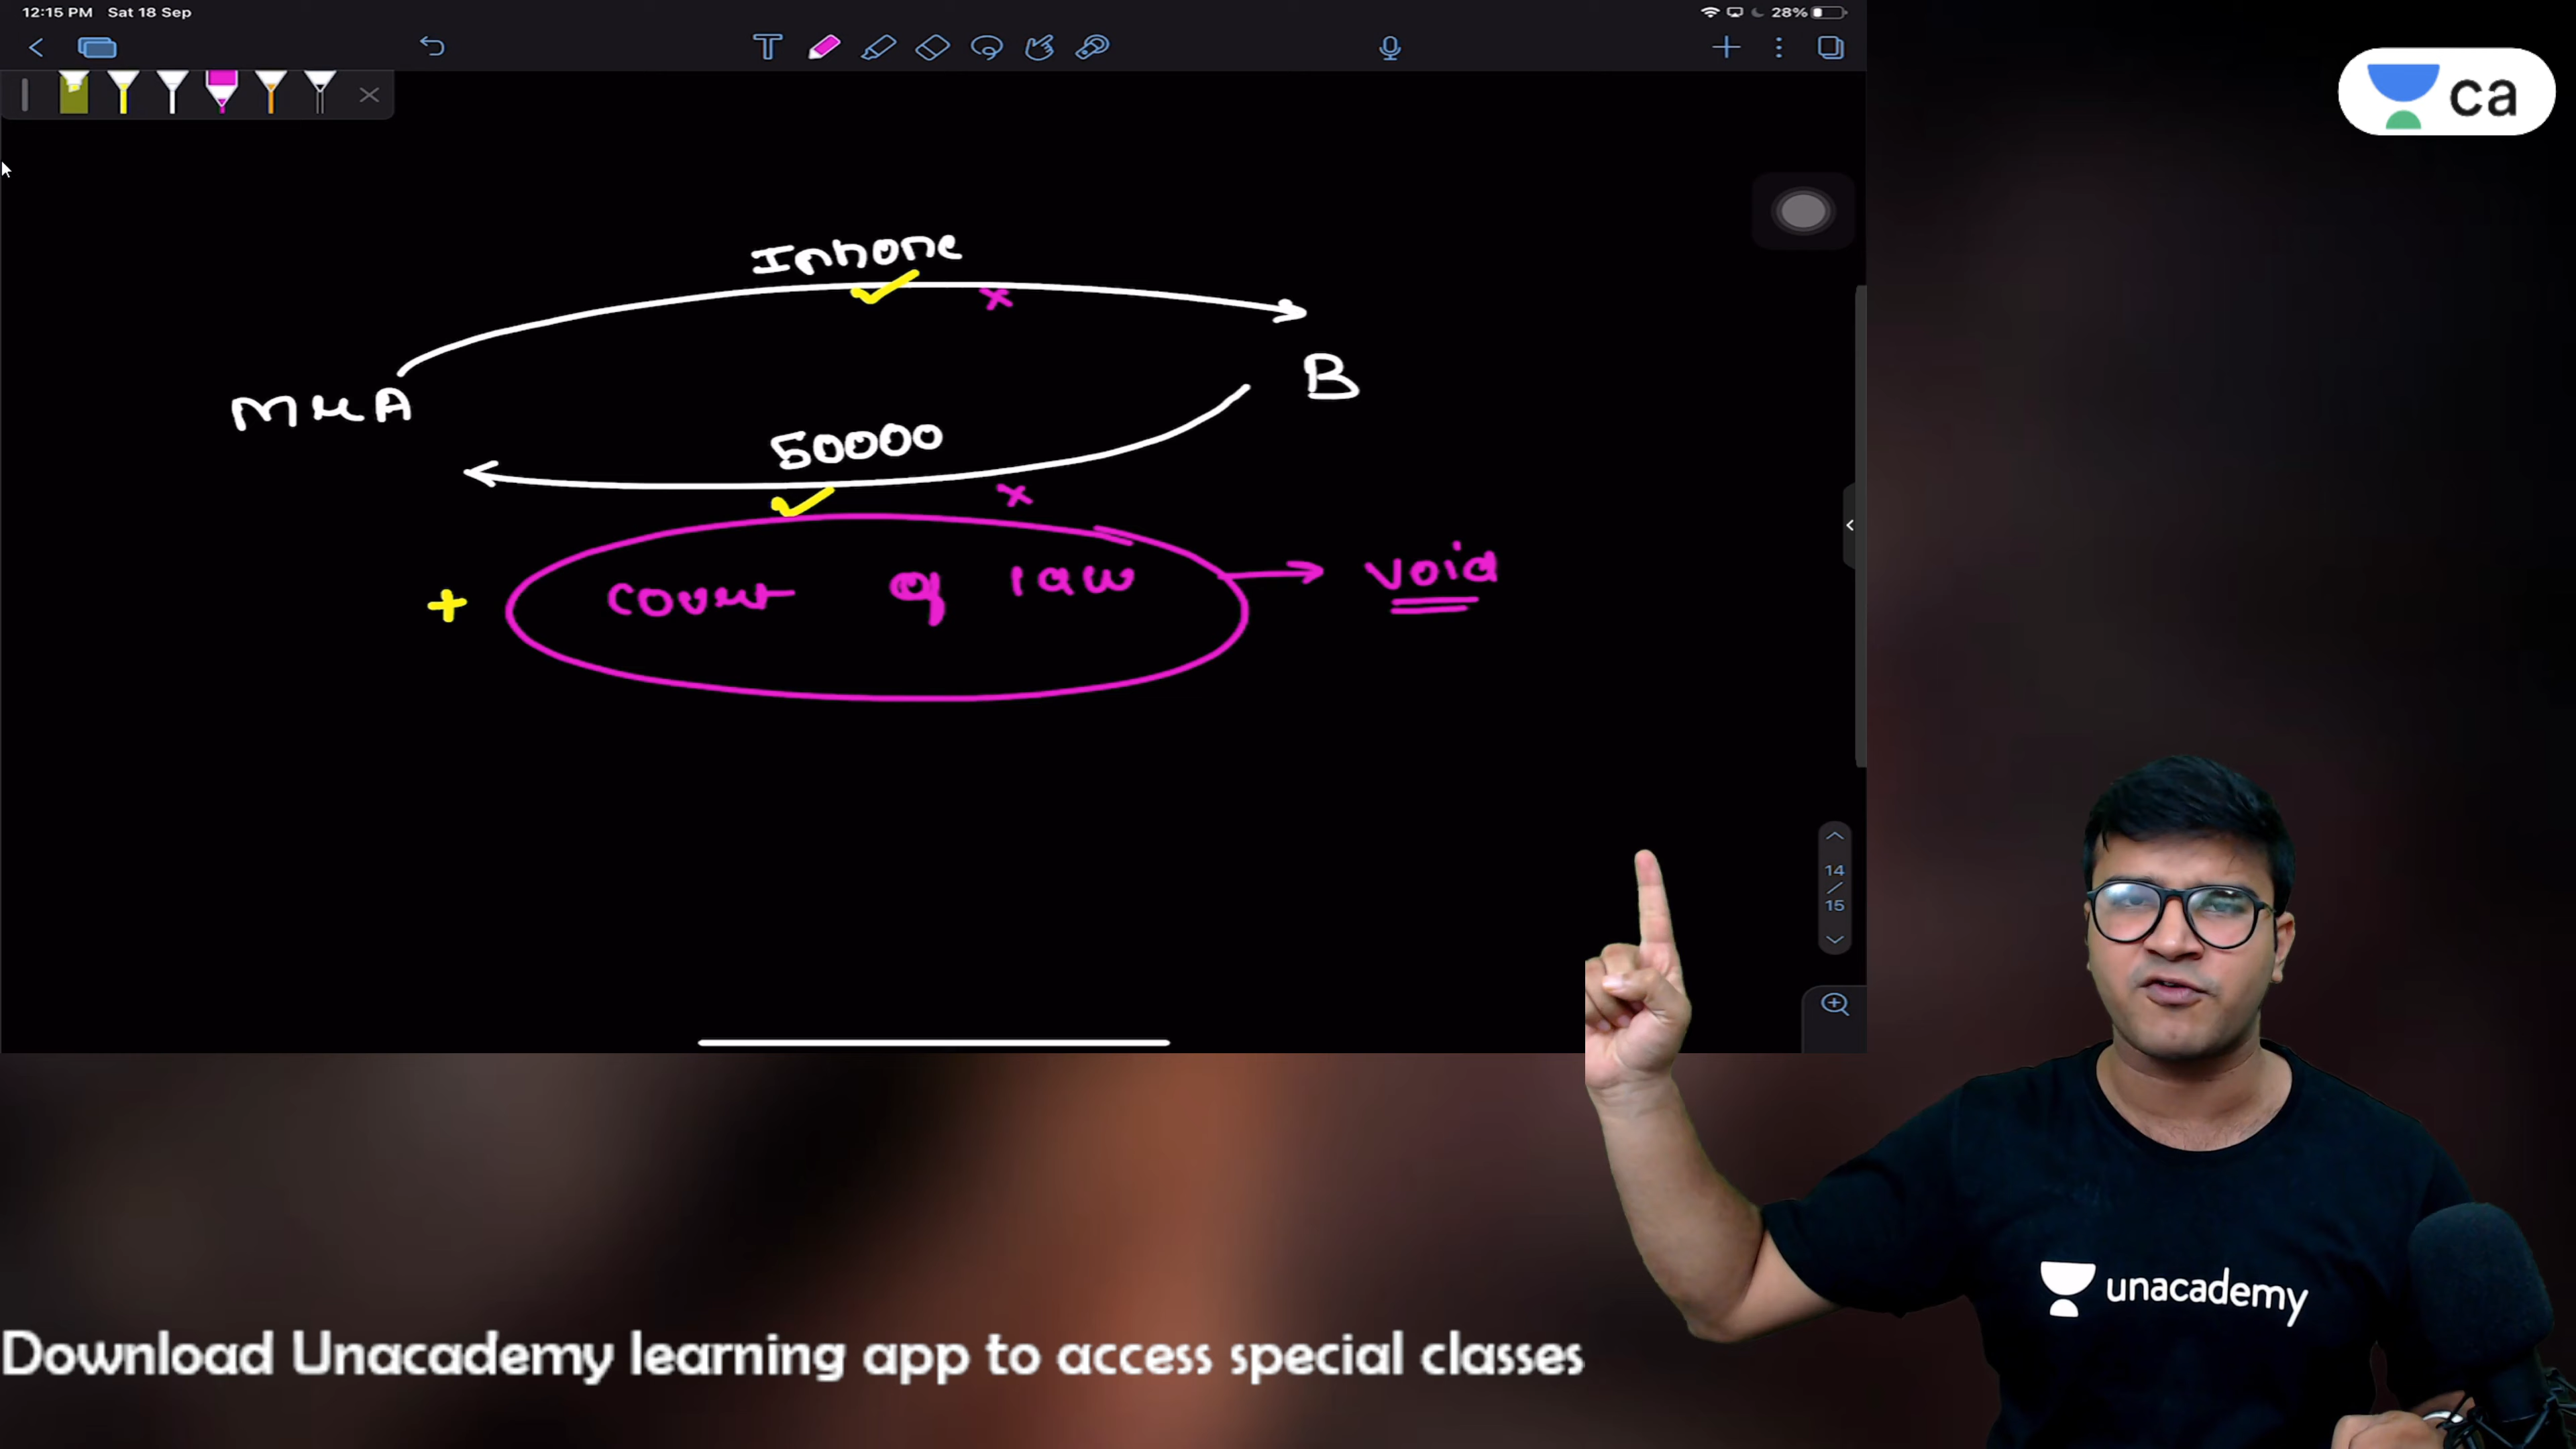 12:15 PM Sat 18 Sep
28%
T
ca
Iphone
Mr A
B
50000
court of law
void
14
/
15
unacademy
Download Unacademy learning app to access special classes